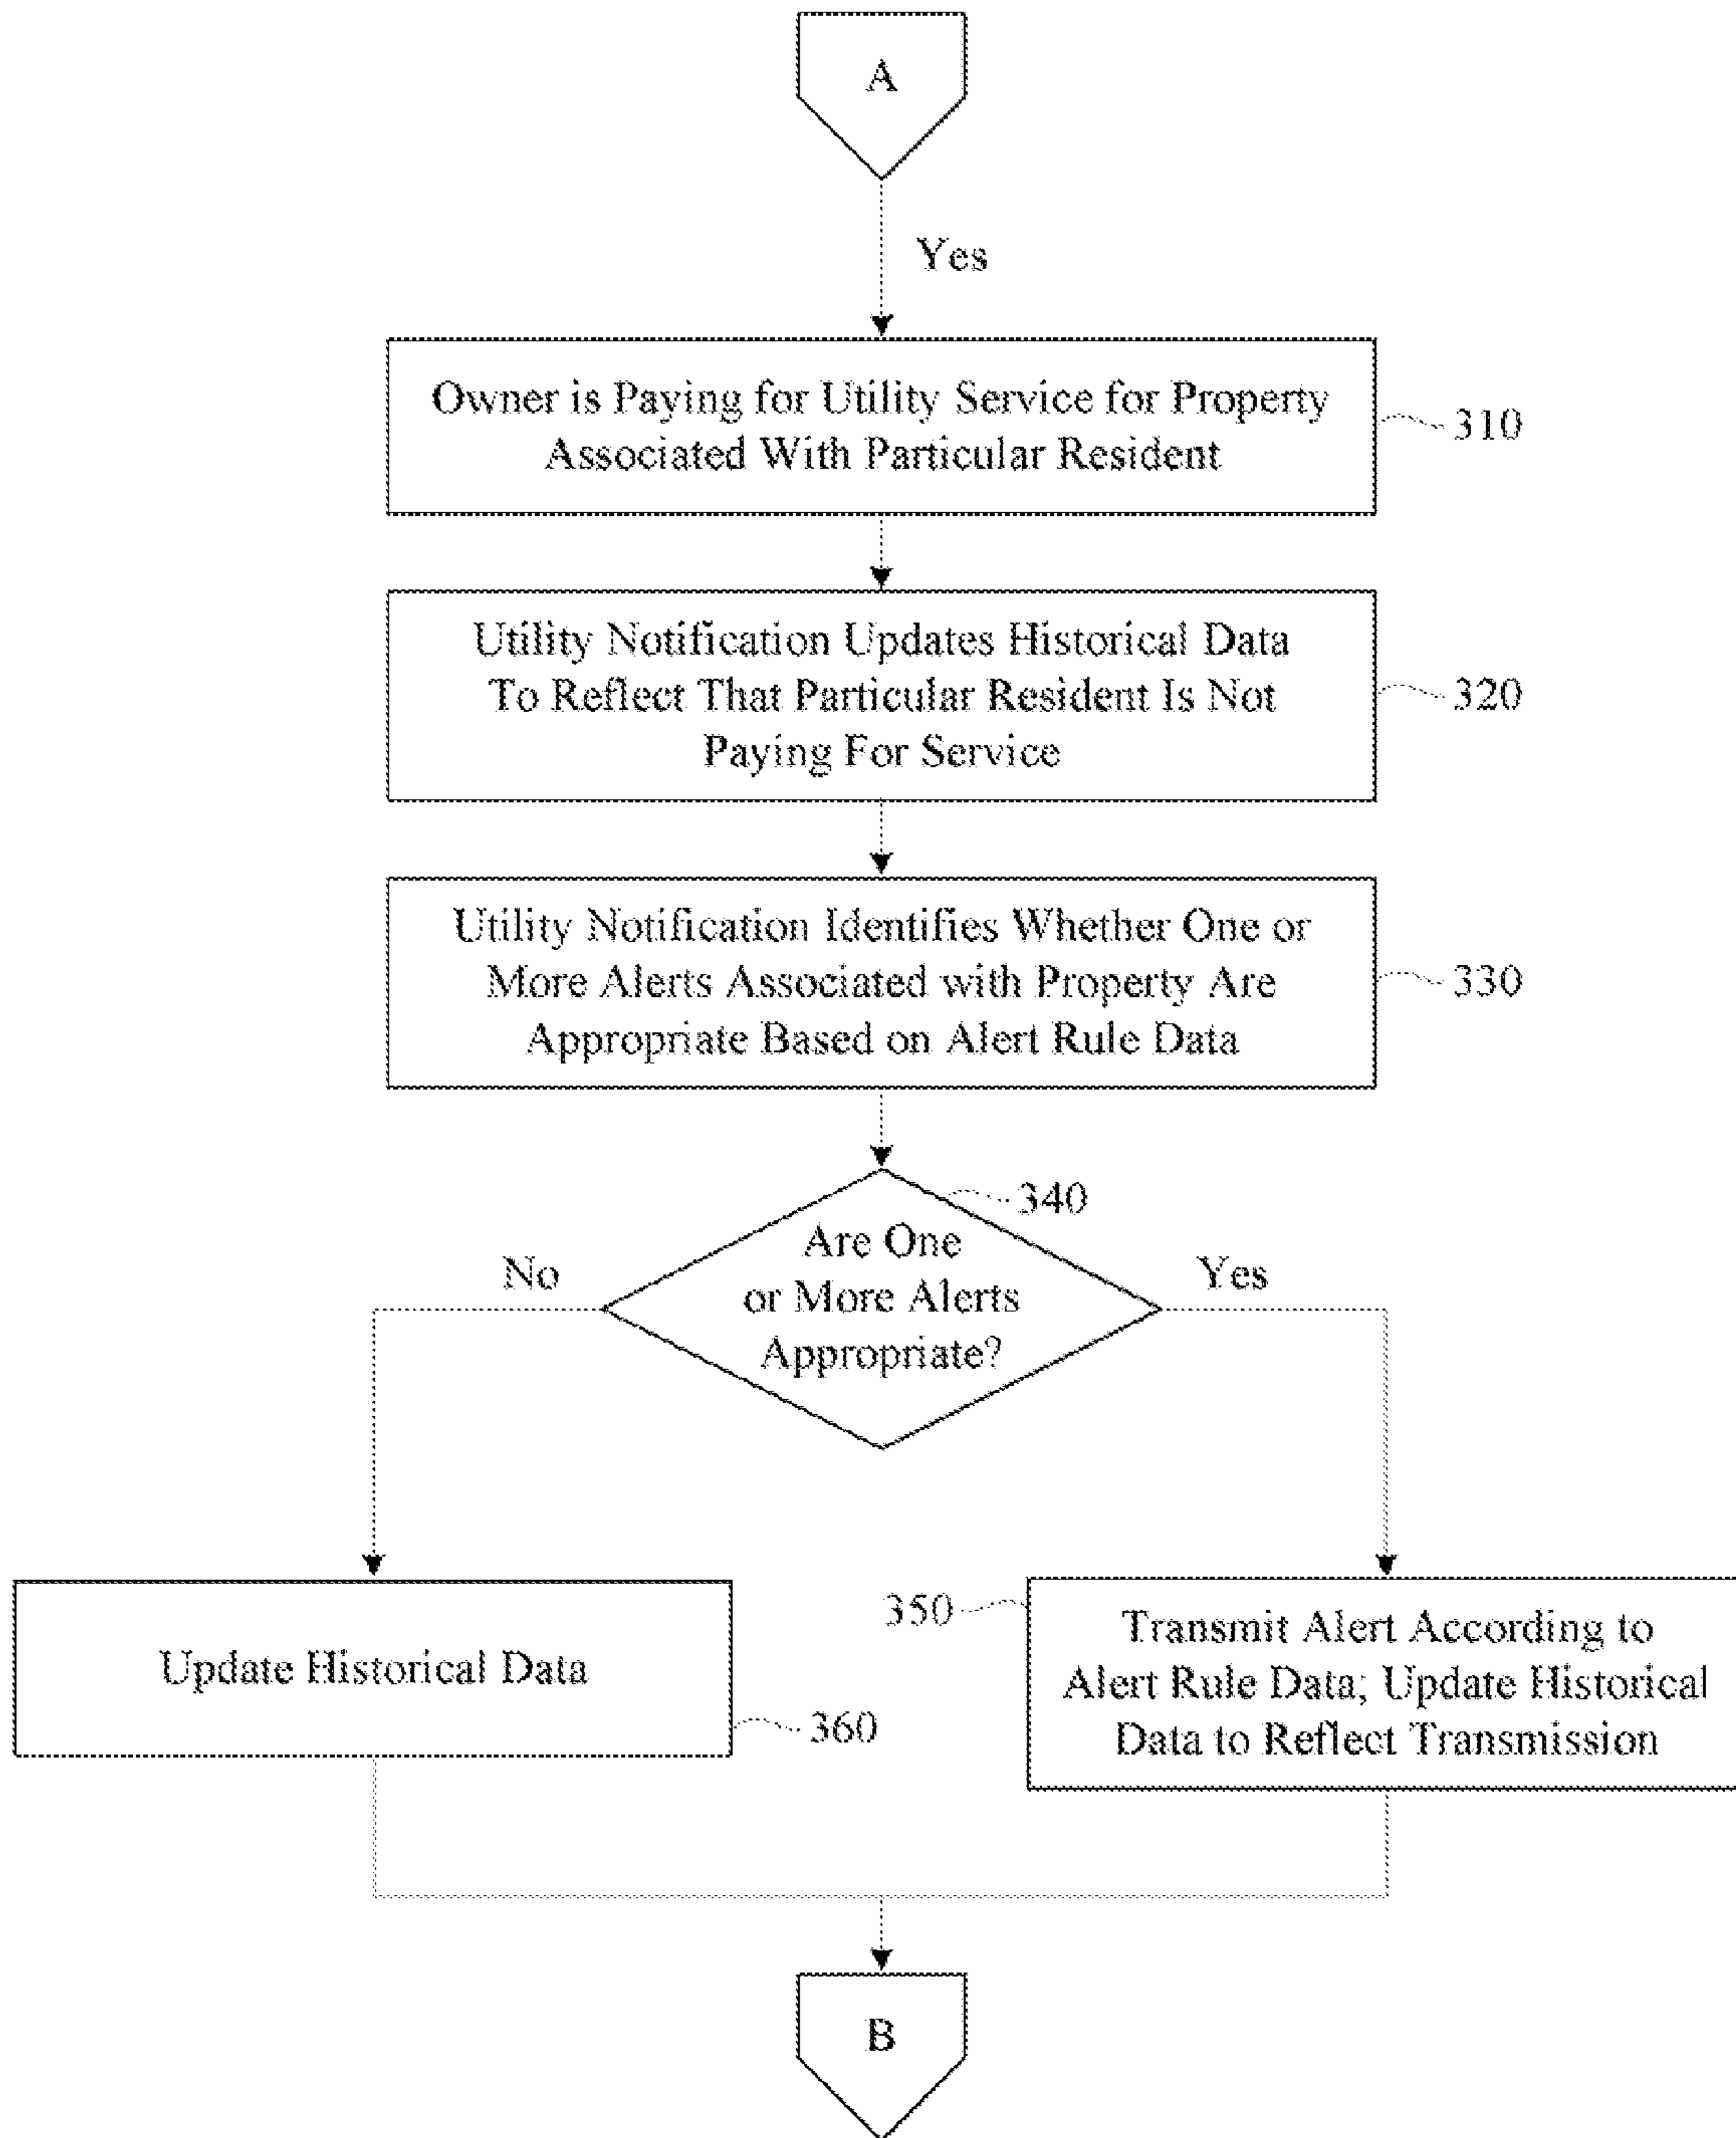 A
Yes
Owner is Paying for Utility Service for Property
Associated With Particular Resident
310
Utility Notification Updates Historical Data
To Reflect That Particular Resident Is Not
Paying For Service
320
Utility Notification Identifies Whether One or
More Alerts Associated with Property Are
Appropriate Based on Alert Rule Data
330
340
Are One
or More Alerts
Appropriate?
No
Yes
Update Historical Data
360
350
Transmit Alert According to
Alert Rule Data; Update Historical
Data to Reflect Transmission
B